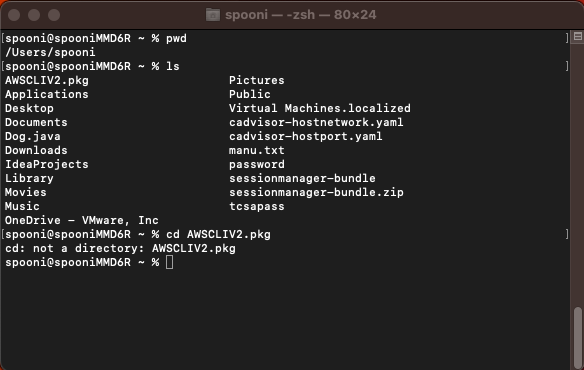 spooni — -zsh — 80×24
[spooni@spooniMMD6R ~ % pwd ]
/Users/spooni
[spooni@spooniMMD6R ~ % ls ]
AWSCLIV2.pkg Pictures
Applications Public
Desktop Virtual Machines.localized
Documents cadvisor-hostnetwork.yaml
Dog.java cadvisor-hostport.yaml
Downloads manu.txt
IdeaProjects password
Library sessionmanager-bundle
Movies sessionmanager-bundle.zip
Music tcsapass
OneDrive - VMware, Inc
[spooni@spooniMMD6R ~ % cd AWSCLIV2.pkg ]
cd: not a directory: AWSCLIV2.pkg
spooni@spooniMMD6R ~ %